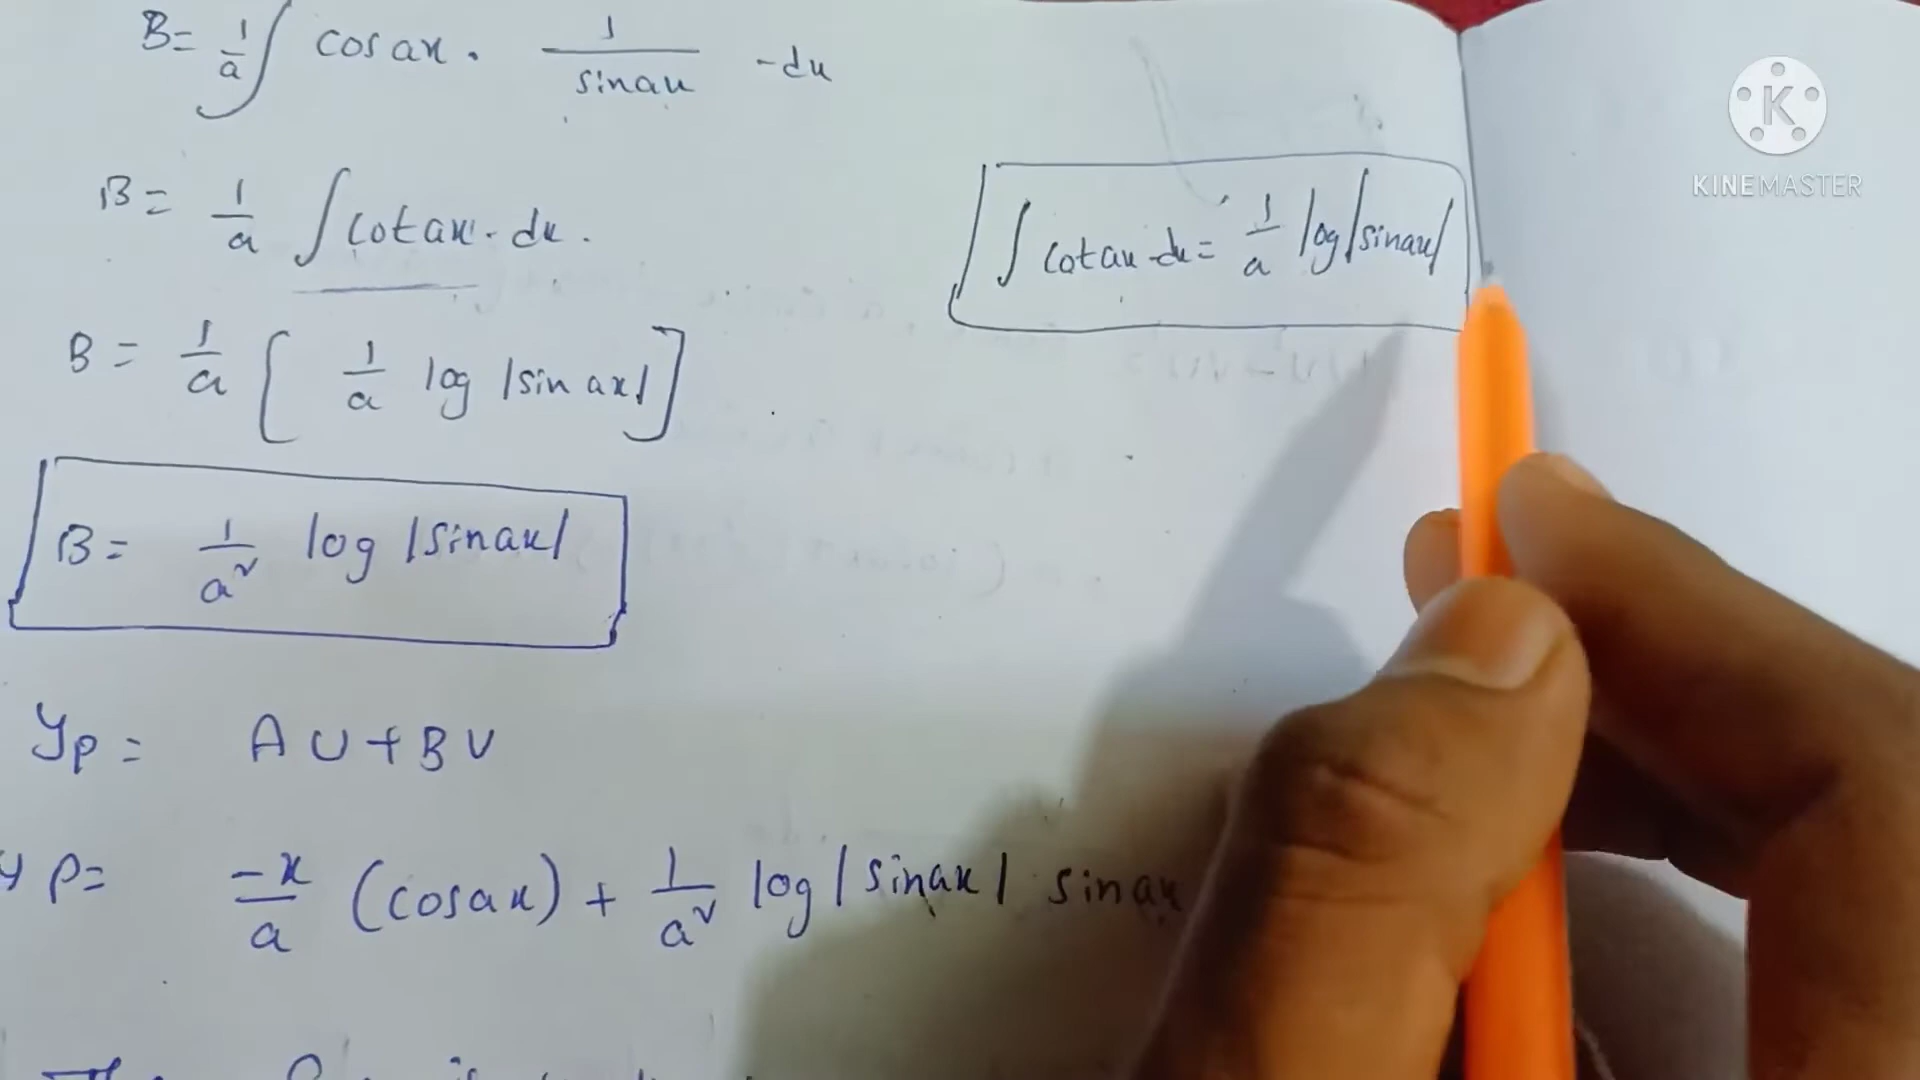 B = 1/a ∫ cos ax . 1/sin ax . dx
B = 1/a ∫ cot ax . dx .
∫ cot ax . dx = 1/a log |sin ax|
B = 1/a [ 1/a log |sin ax| ]
B = 1/a² log |sin ax|
yp = AU + BV
yp = -x/a (cos ax) + 1/a² log |sin ax| sin ax
K
KINEMASTER